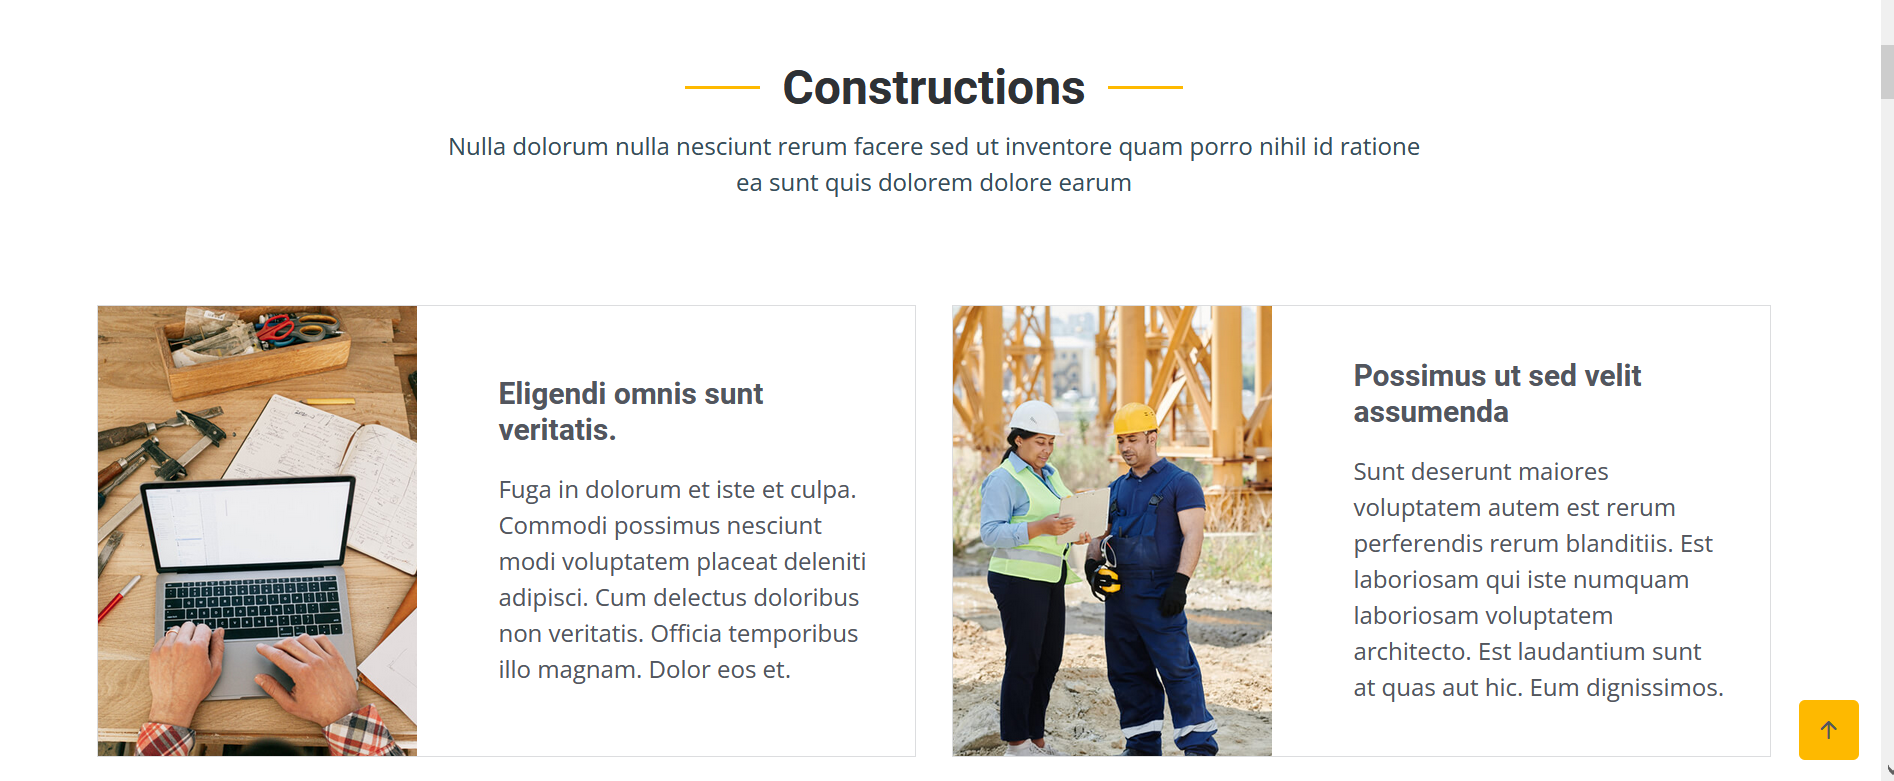 Constructions
Nulla dolorum nulla nesciunt rerum facere sed ut inventore quam porro nihil id ratione
ea sunt quis dolorem dolore earum
Eligendi omnis sunt
veritatis.
Fuga in dolorum et iste et culpa.
Commodi possimus nesciunt
modi voluptatem placeat deleniti
adipisci. Cum delectus doloribus
non veritatis. Officia temporibus
illo magnam. Dolor eos et.
Possimus ut sed velit
assumenda
Sunt deserunt maiores
voluptatem autem est rerum
perferendis rerum blanditiis. Est
laboriosam qui iste numquam
laboriosam voluptatem
architecto. Est laudantium sunt
at quas aut hic. Eum dignissimos.